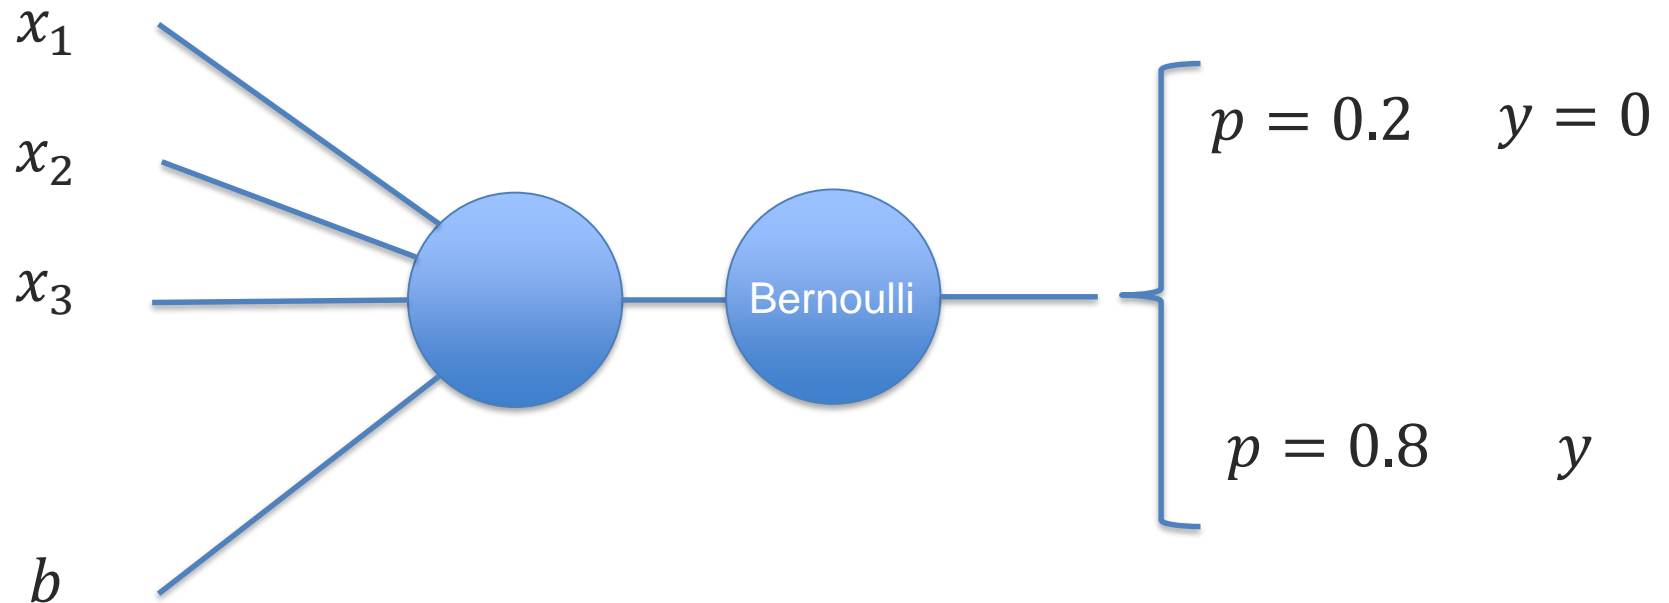 x₁
x₂
x₃
b
Bernoulli
p = 0.2 y = 0
p = 0.8 y